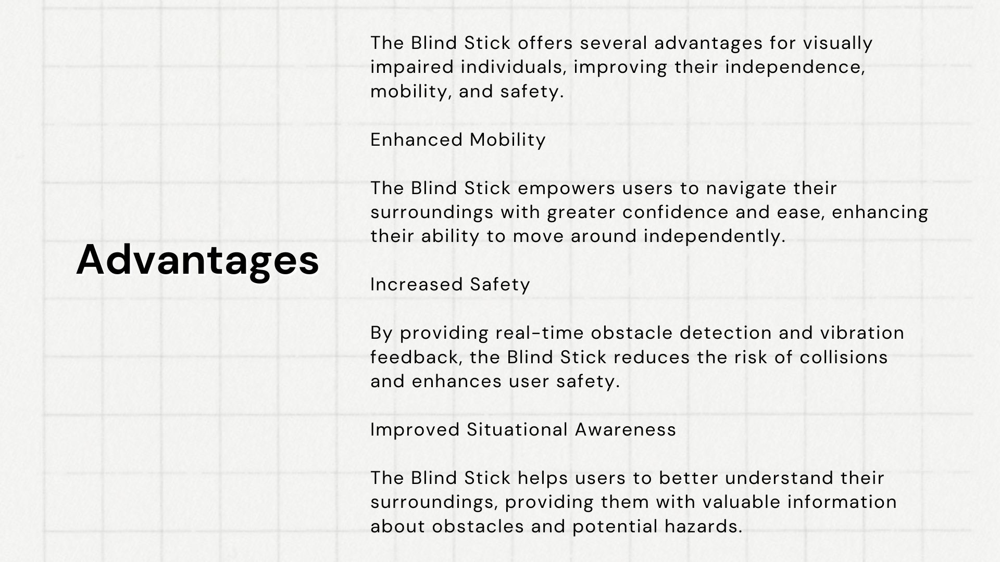 Advantages
The Blind Stick offers several advantages for visually
impaired individuals, improving their independence,
mobility, and safety.
Enhanced Mobility
The Blind Stick empowers users to navigate their
surroundings with greater confidence and ease, enhancing
their ability to move around independently.
Increased Safety
By providing real-time obstacle detection and vibration
feedback, the Blind Stick reduces the risk of collisions
and enhances user safety.
Improved Situational Awareness
The Blind Stick helps users to better understand their
surroundings, providing them with valuable information
about obstacles and potential hazards.